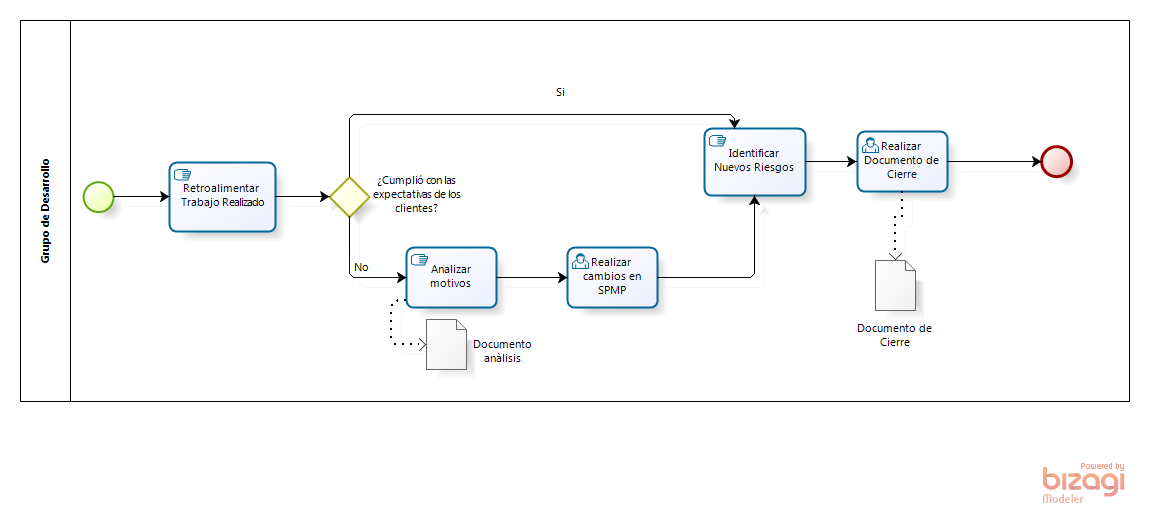 Grupo de Desarrollo
Retroalimentar
Trabajo Realizado
¿Cumplió con las
expectativas de los
clientes?
Si
No
Analizar
motivos
Documento
anàlisis
Realizar
cambios en
SPMP
Identificar
Nuevos Riesgos
Realizar
Documento de
Cierre
Documento de
Cierre
Powered by
bizagi
Modeler